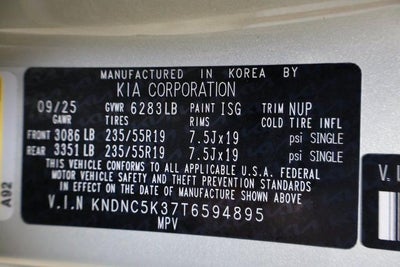 MANUFACTURED IN KOREA BY
KIA CORPORATION
09/25 GVWR 6283LB PAINT ISG TRIM NUP
GAWR TIRES RIMS COLD TIRE INFL
FRONT 3086 LB 235/55R19 7.5Jx19 psi SINGLE
REAR 3351 LB 235/55R19 7.5Jx19 psi SINGLE
THIS VEHICLE CONFORMS TO ALL APPLICABLE U.S.A. FEDERAL
MOTOR VEHICLE SAFETY AND THEFT PREVENTION STANDARDS
IN EFFECT ON THE DATE OF MANUFACTURE SHOWN ABOVE
V.I.N KNDNC5K37T6594895
MPV
A92
V.I